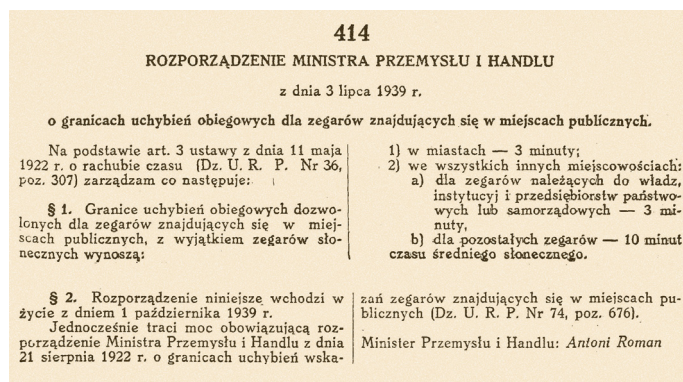 414
ROZPORZĄDZENIE MINISTRA PRZEMYSŁU I HANDLU
z dnia 3 lipca 1939 r.
o granicach uchybień obiegowych dla zegarów znajdujących się w miejscach publicznych.
Na podstawie art. 3 ustawy z dnia 11 maja
1922 r. o rachubie czasu (Dz. U. R. P. Nr 36,
poz. 307) zarządzam co następuje:
§ 1. Granice uchybień obiegowych dozwo-
lonych dla zegarów znajdujących się w miej-
scach publicznych, z wyjątkiem zegarów sło-
necznych wynoszą:
1) w miastach — 3 minuty;
2) we wszystkich innych miejscowościach:
a) dla zegarów należących do władz,
instytucyj i przedsiębiorstw państwo-
wych lub samorządowych — 3 mi-
nuty,
b) dla pozostałych zegarów — 10 minut
czasu średniego słonecznego.
§ 2. Rozporządzenie niniejsze wchodzi w
życie z dniem 1 października 1939 r.
Jednocześnie traci moc obowiązującą roz-
porządzenie Ministra Przemysłu i Handlu z dnia
21 sierpnia 1922 r. o granicach uchybień wska-
zań zegarów znajdujących się w miejscach pu-
blicznych (Dz. U. R. P. Nr 74, poz. 676).
Minister Przemysłu i Handlu: Antoni Roman